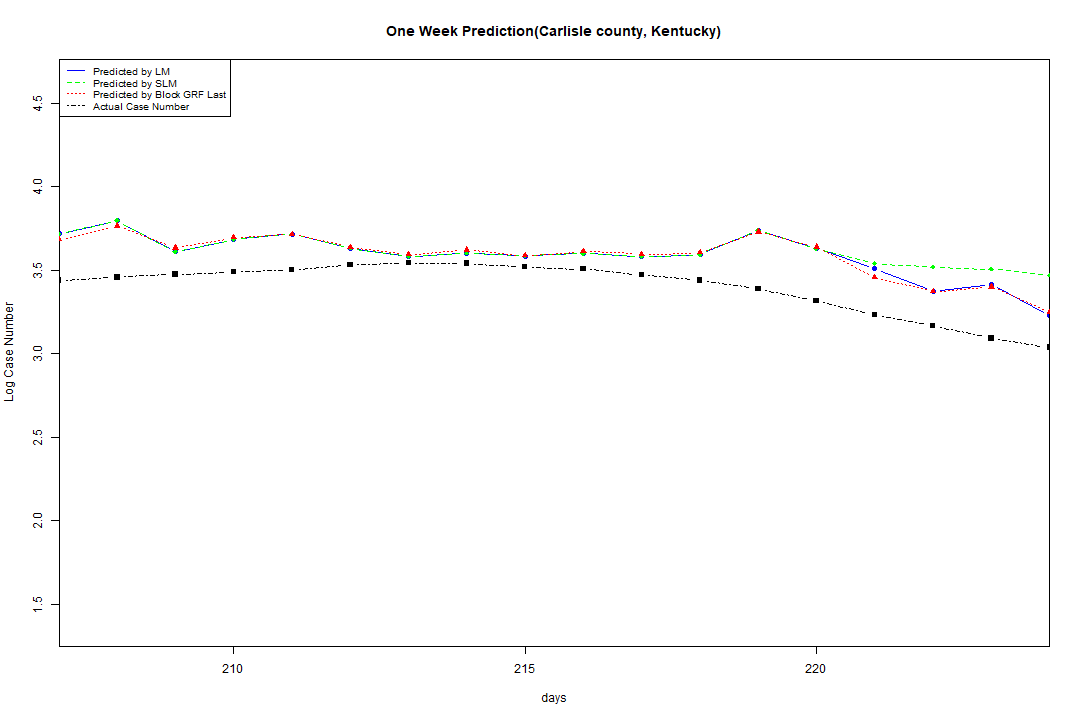 One Week Prediction(Carlisle county, Kentucky)
Predicted by LM
Predicted by SLM
Predicted by Block GRF Last
Actual Case Number
4.5
4.0
3.5
3.0
2.5
2.0
1.5
Log Case Number
210
215
220
days